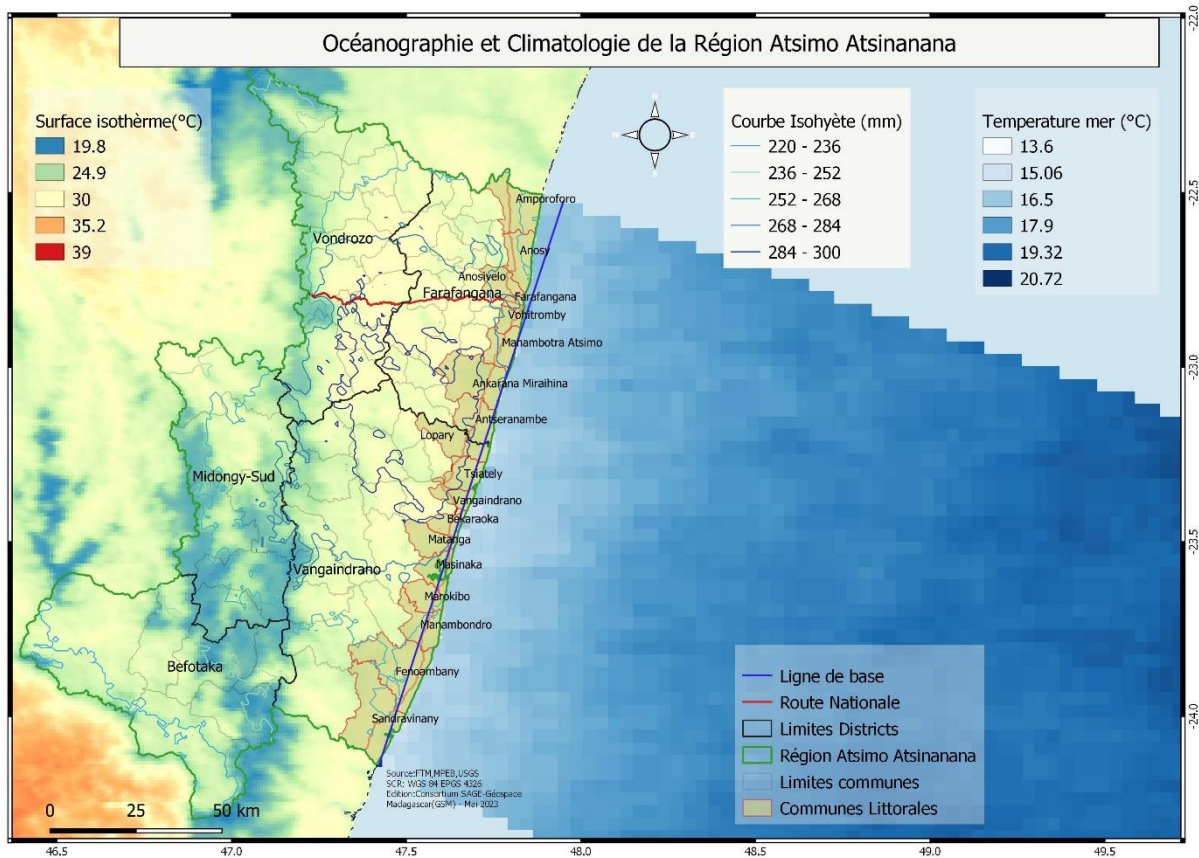 Océanographie et Climatologie de la Région Atsimo Atsinanana
Surface isothèrme(°C)
19.8
24.9
30
35.2
39
Courbe Isohyète (mm)
220 - 236
236 - 252
252 - 268
268 - 284
284 - 300
Temperature mer (°C)
13.6
15.06
16.5
17.9
19.32
20.72
Amporoforo
Vondrozo
Anosy
Anosivelo
Farafangana
Farafangana
Vohitromby
Manambotra Atsimo
Ankarana Miraihina
Antseranambe
Lopary
Midongy-Sud
Tsiately
Vangaindrano
Bekaraoka
Matanga
Vangaindrano
Masinaka
Marokibo
Manambondro
Befotaka
Fenoambany
Sandravinany
Ligne de base
Route Nationale
Limites Districts
Région Atsimo Atsinanana
Limites communes
Communes Littorales
Source:FTM,MPEB,USGS
SCR: WGS 84 EPGS 4326
Edition:Consortium SAGE-Géospace
Madagascar(GSM) - Mai 2023
0 25 50 km
46.5 47.0 47.5 48.0 48.5 49.0 49.5
-22.0
-22.5
-23.0
-23.5
-24.0